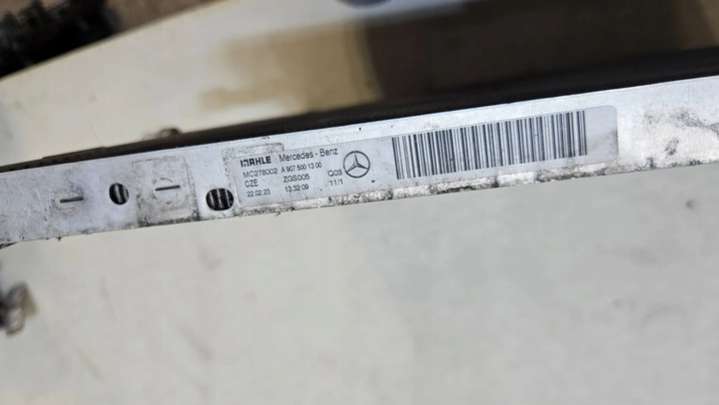 MAHLE Mercedes-Benz
MC278002 A 907 500 13 00
CZE ZGS005 Q03
22.02.23 13:32:09 11/1